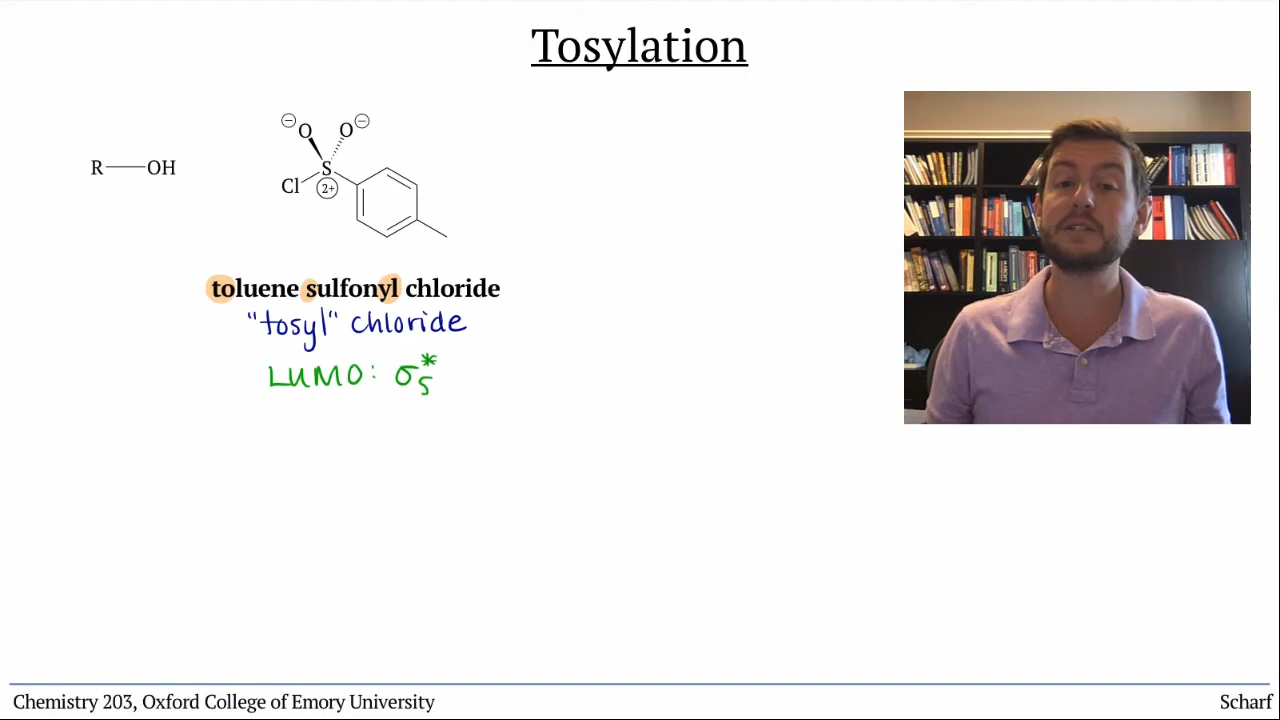 Tosylation
⊖ O O ⊖
R—OH
S
Cl
2+
toluene sulfonyl chloride
"tosyl" chloride
LUMO: σ*S
Chemistry 203, Oxford College of Emory University
Scharf